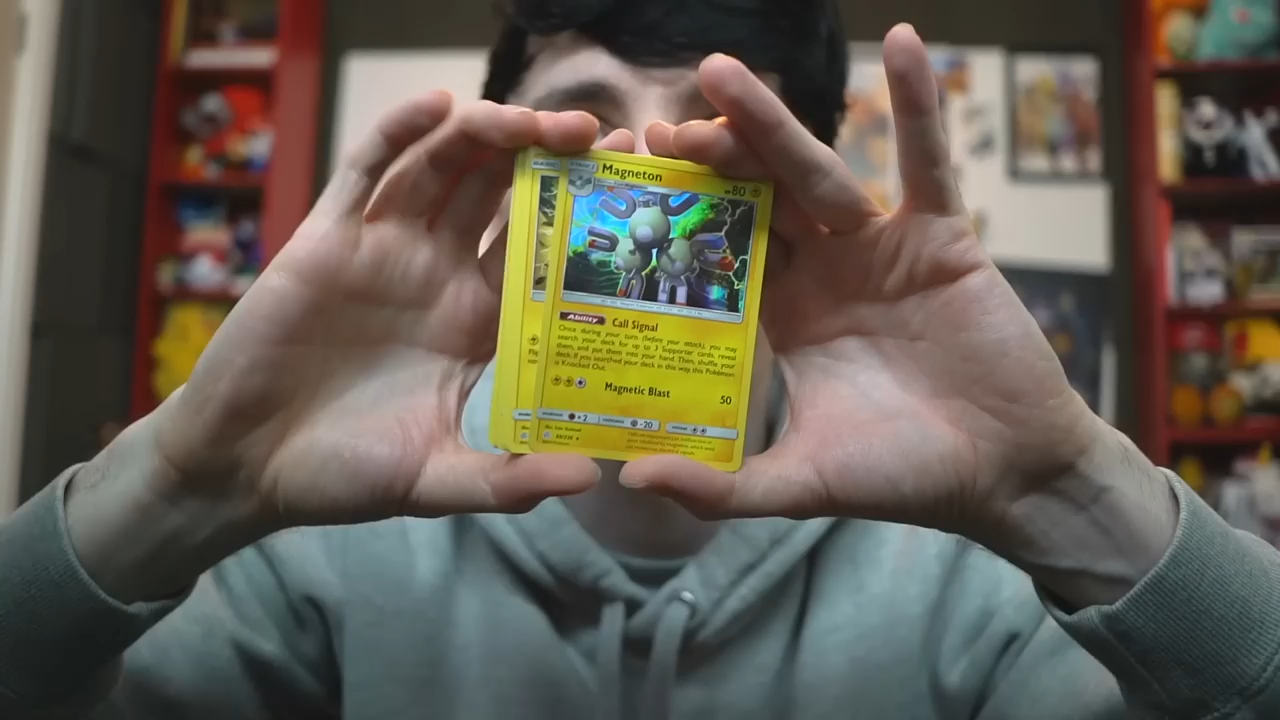 Magneton
80
Ability
Call Signal
Once during your turn (before your attack), you may
search your deck for up to 3 Supporter cards, reveal
them, and put them into your hand. Then, shuffle your
deck. If you searched your deck in this way, this Pokémon
is Knocked Out.
Magnetic Blast
50
×2
-20